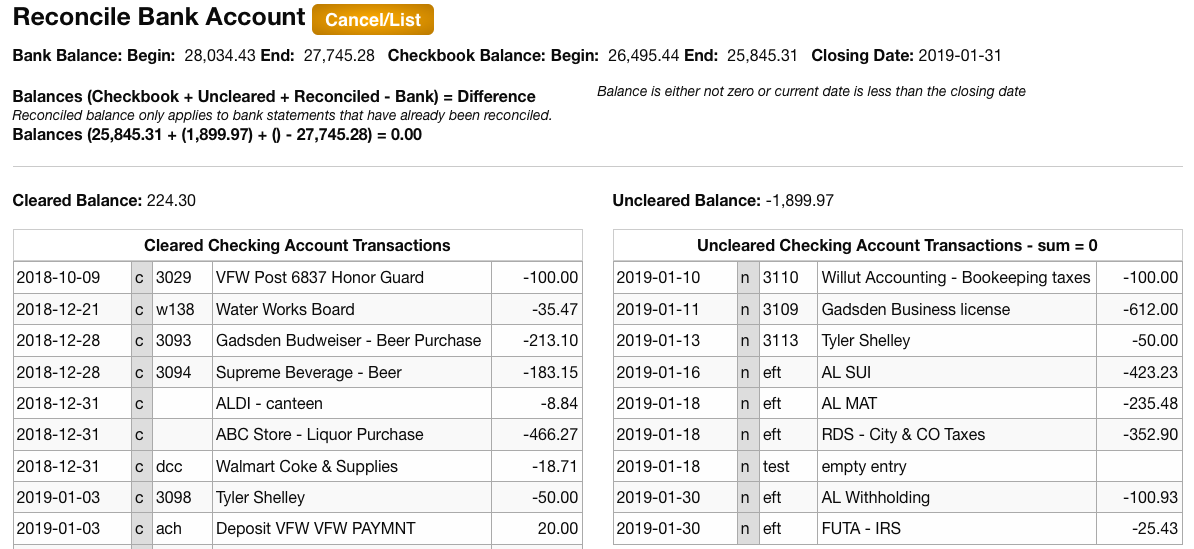 Reconcile Bank Account Cancel/List
Bank Balance: Begin: 28,034.43 End: 27,745.28 Checkbook Balance: Begin: 26,495.44 End: 25,845.31 Closing Date: 2019-01-31
Balances (Checkbook + Uncleared + Reconciled - Bank) = Difference
Reconciled balance only applies to bank statements that have already been reconciled.
Balances (25,845.31 + (1,899.97) + () - 27,745.28) = 0.00
Balance is either not zero or current date is less than the closing date
Cleared Balance: 224.30
Cleared Checking Account Transactions
2018-10-09 c 3029 VFW Post 6837 Honor Guard -100.00
2018-12-21 c w138 Water Works Board -35.47
2018-12-28 c 3093 Gadsden Budweiser - Beer Purchase -213.10
2018-12-28 c 3094 Supreme Beverage - Beer -183.15
2018-12-31 c ALDI - canteen -8.84
2018-12-31 c ABC Store - Liquor Purchase -466.27
2018-12-31 c dcc Walmart Coke & Supplies -18.71
2019-01-03 c 3098 Tyler Shelley -50.00
2019-01-03 c ach Deposit VFW VFW PAYMNT 20.00
Uncleared Balance: -1,899.97
Uncleared Checking Account Transactions - sum = 0
2019-01-10 n 3110 Willut Accounting - Bookeeping taxes -100.00
2019-01-11 n 3109 Gadsden Business license -612.00
2019-01-13 n 3113 Tyler Shelley -50.00
2019-01-16 n eft AL SUI -423.23
2019-01-18 n eft AL MAT -235.48
2019-01-18 n eft RDS - City & CO Taxes -352.90
2019-01-18 n test empty entry
2019-01-30 n eft AL Withholding -100.93
2019-01-30 n eft FUTA - IRS -25.43